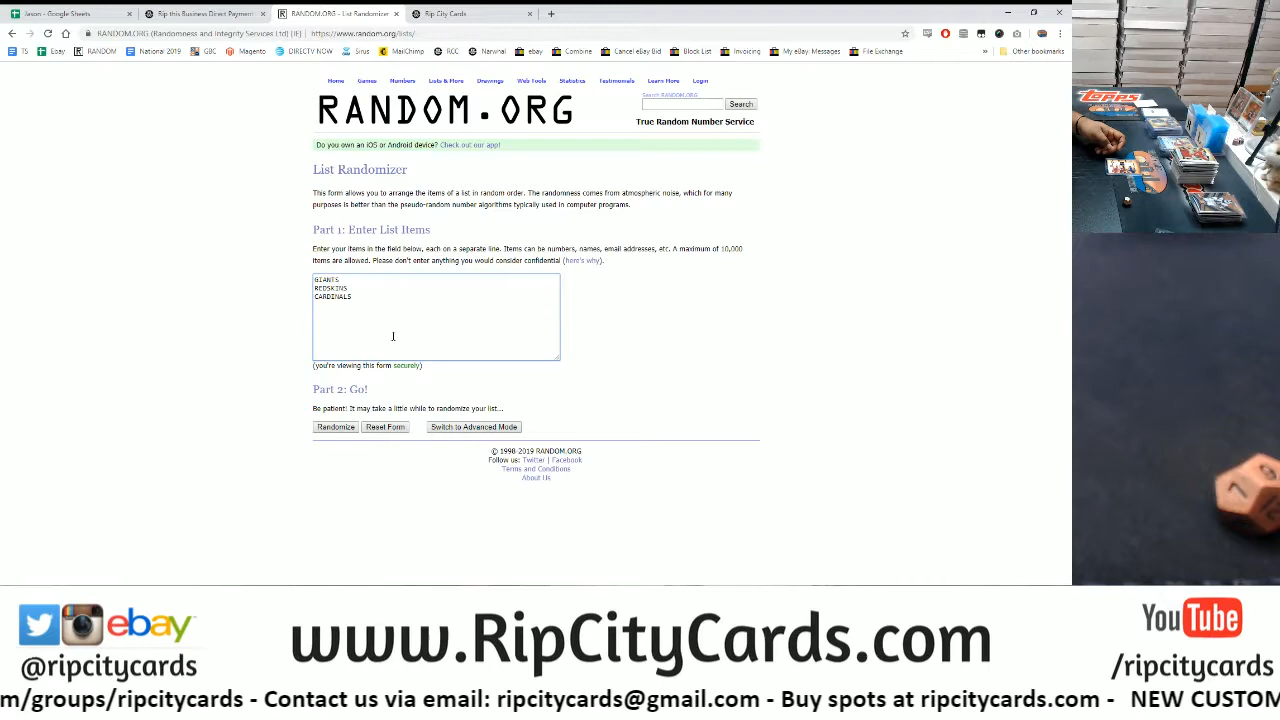 Jason - Google Sheets
Rip this Business Direct Payment
RANDOM.ORG - List Randomizer
Rip City Cards
RANDOM.ORG (Randomness and Integrity Services Ltd) [IE] | https://www.random.org/lists/
TS Ebay RANDOM National 2019 GBC Magento DIRECTV NOW Sirus MailChimp RCC Narwhal ebay Combine Cancel eBay Bid Block List Invoicing My eBay: Messages File Exchange » Other bookmarks
Home Games Numbers Lists & More Drawings Web Tools Statistics Testimonials Learn More Login
RANDOM.ORG
Search RANDOM.ORG
Search
True Random Number Service
Do you own an iOS or Android device? Check out our app!
List Randomizer
This form allows you to arrange the items of a list in random order. The randomness comes from atmospheric noise, which for many
purposes is better than the pseudo-random number algorithms typically used in computer programs.
Part 1: Enter List Items
Enter your items in the field below, each on a separate line. Items can be numbers, names, email addresses, etc. A maximum of 10,000
items are allowed. Please don't enter anything you would consider confidential (here's why).
GIANTS
REDSKINS
CARDINALS
(you're viewing this form securely)
Part 2: Go!
Be patient! It may take a little while to randomize your list...
Randomize Reset Form Switch to Advanced Mode
© 1998-2019 RANDOM.ORG
Follow us: Twitter | Facebook
Terms and Conditions
About Us
Topps
7
ebay
@ripcitycards
www.RipCityCards.com
YouTube
/ripcitycards
m/groups/ripcitycards - Contact us via email: ripcitycards@gmail.com - Buy spots at ripcitycards.com - NEW CUSTOM